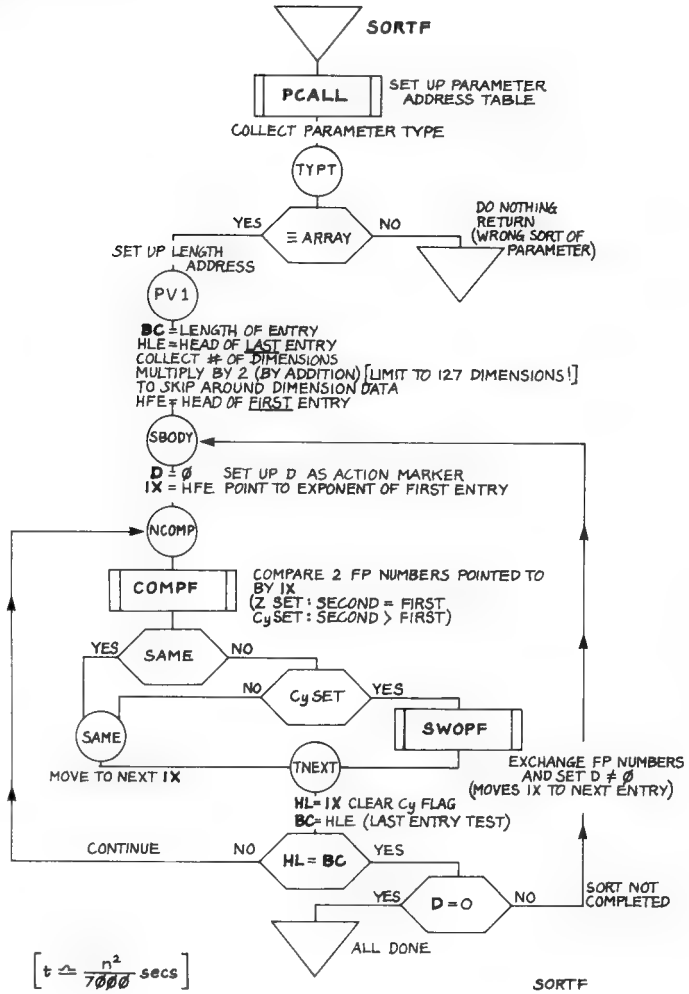 SORTF
PCALL
SET UP PARAMETER
ADDRESS TABLE
COLLECT PARAMETER TYPE
TYPT
YES
≡ ARRAY
NO
DO NOTHING
RETURN
(WRONG SORT OF
PARAMETER)
SET UP LENGTH
ADDRESS
PV1
BC = LENGTH OF ENTRY
HLE = HEAD OF LAST ENTRY
COLLECT # OF DIMENSIONS
MULTIPLY BY 2 (BY ADDITION) [LIMIT TO 127 DIMENSIONS!]
TO SKIP AROUND DIMENSION DATA
HFE = HEAD OF FIRST ENTRY
SBODY
D = Ø SET UP D AS ACTION MARKER
IX = HFE POINT TO EXPONENT OF FIRST ENTRY
NCOMP
COMPF
COMPARE 2 FP NUMBERS POINTED TO
BY IX
(Z SET : SECOND = FIRST
Cy SET : SECOND > FIRST)
YES
SAME
NO
NO
Cy SET
YES
SAME
SWOPF
MOVE TO NEXT IX
TNEXT
EXCHANGE FP NUMBERS
AND SET D ≠ Ø
(MOVES IX TO NEXT ENTRY)
HL = IX CLEAR Cy FLAG
BC = HLE (LAST ENTRY TEST)
CONTINUE
NO
HL = BC
YES
YES
D = O
NO
SORT NOT
COMPLETED
ALL DONE
[t ≏ n²/7ØØØ secs]
SORTF